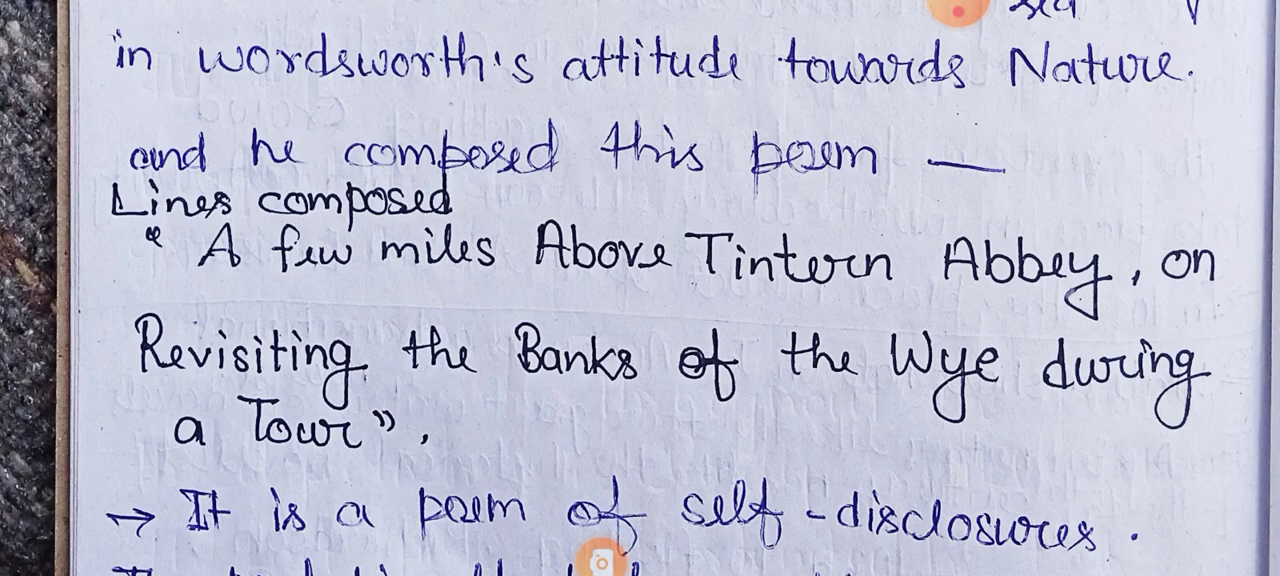 in wordsworth's attitude towards Nature.
and he composed this poem —
Lines composed
" A few miles Above Tintern Abbey, on
Revisiting the Banks of the Wye during
a Tour".
→ It is a poem of self-disclosures.